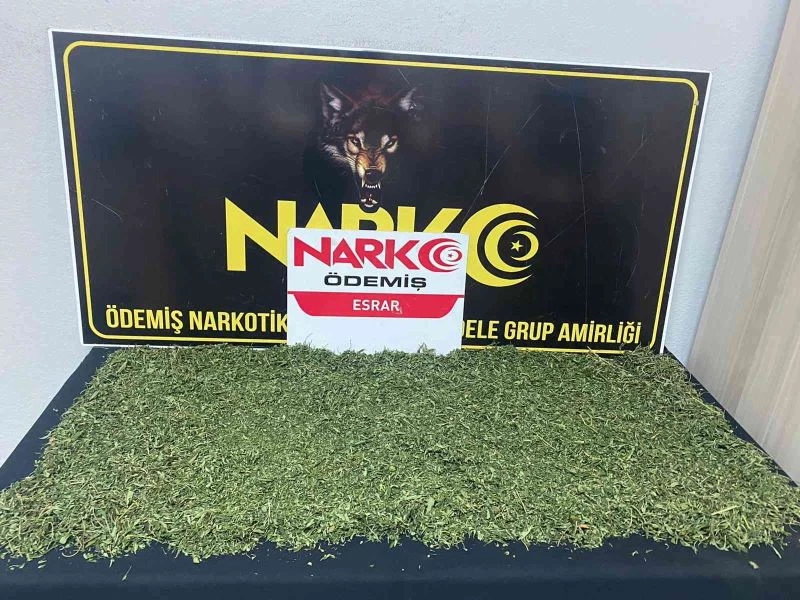 NARKO
NARKO
ÖDEMİŞ
ESRAR
ÖDEMİŞ NARKOTİK DELE GRUP AMİRLİĞİ